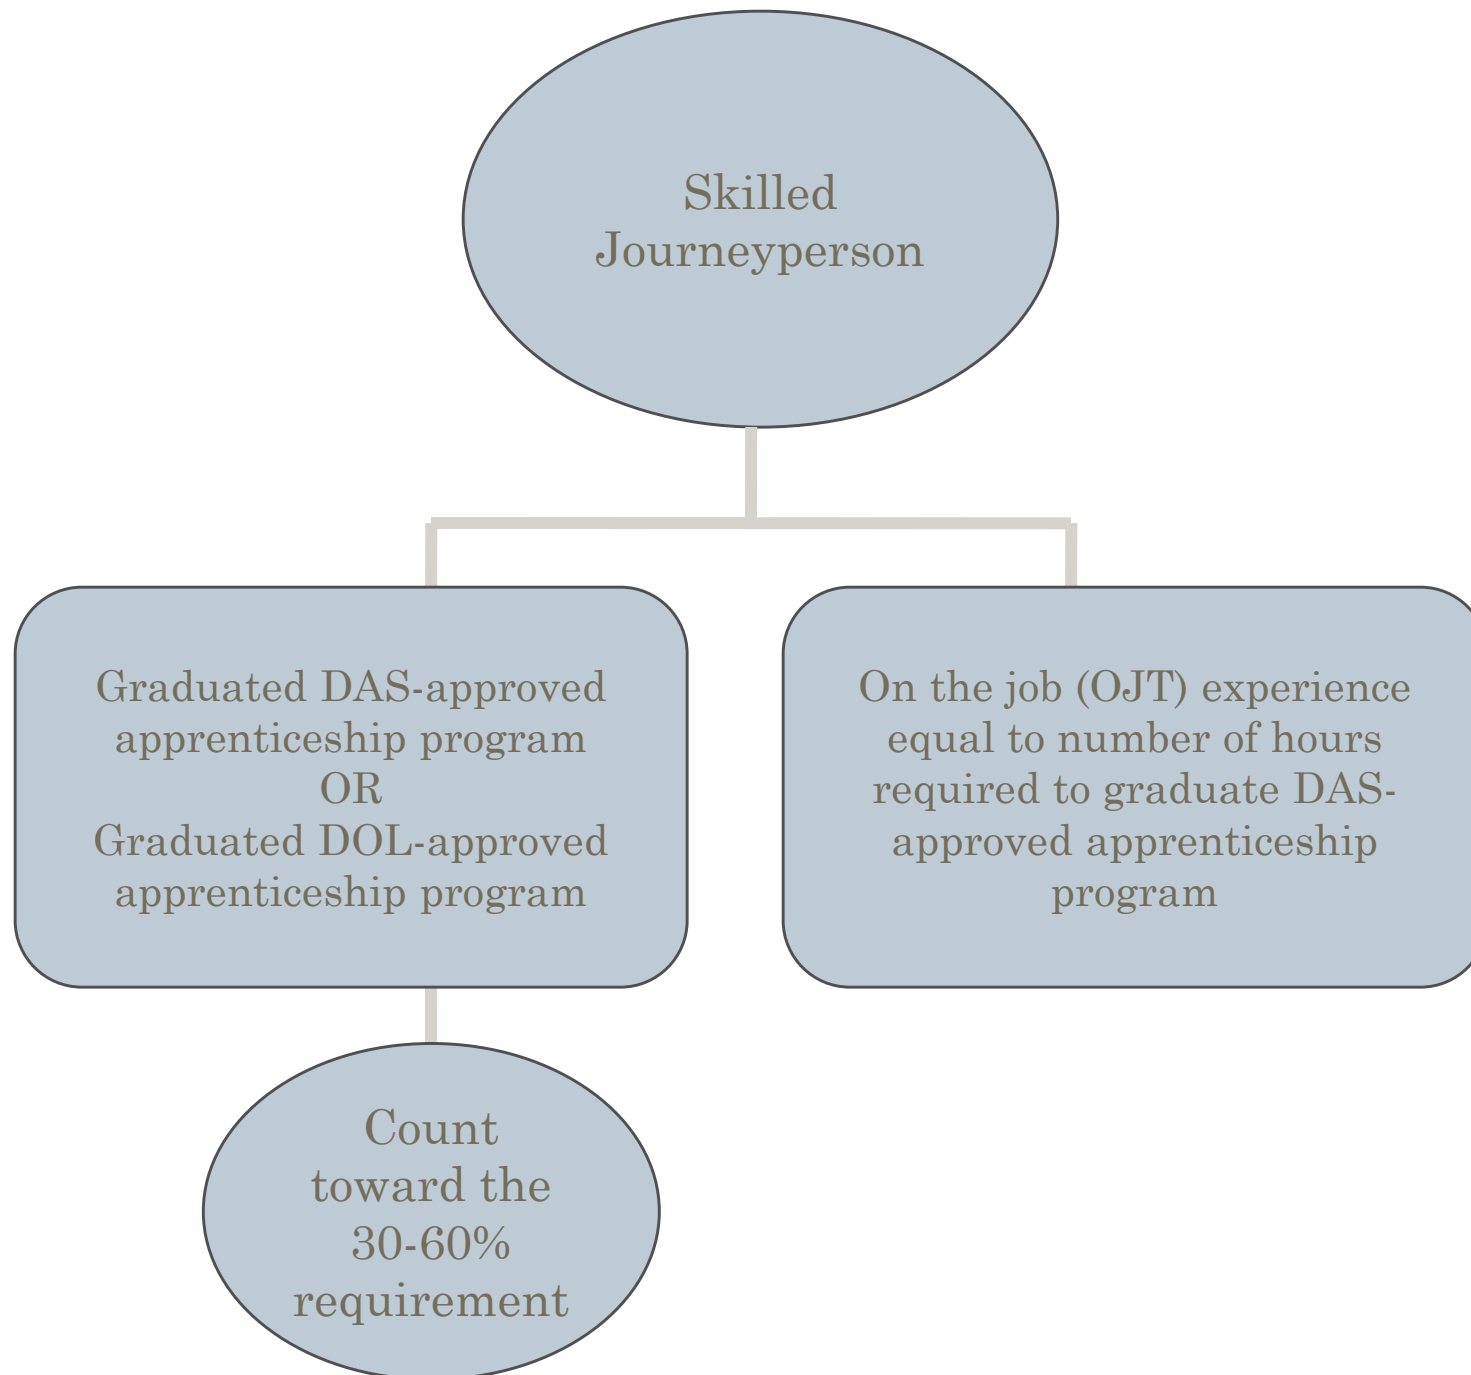 Skilled
Journeyperson
Graduated DAS-approved
apprenticeship program
OR
Graduated DOL-approved
apprenticeship program
On the job (OJT) experience
equal to number of hours
required to graduate DAS-
approved apprenticeship
program
Count
toward the
30-60%
requirement